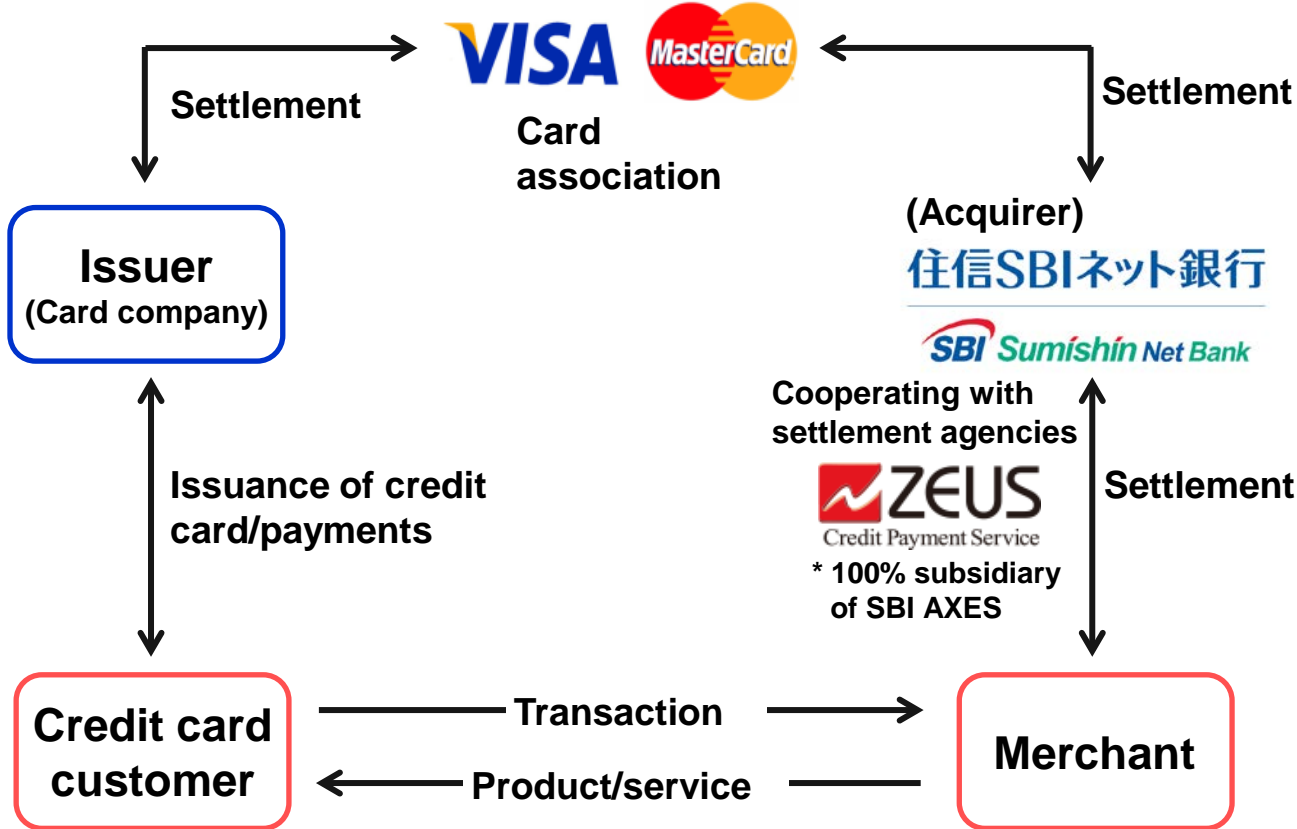 VISA MasterCard
Settlement
Settlement
Card
association
(Acquirer)
住信SBIネット銀行
SBI Sumishin Net Bank
Issuer
(Card company)
Cooperating with
settlement agencies
ZEUS
Credit Payment Service
* 100% subsidiary
of SBI AXES
Settlement
Issuance of credit
card/payments
Credit card
customer
Transaction
Product/service
Merchant